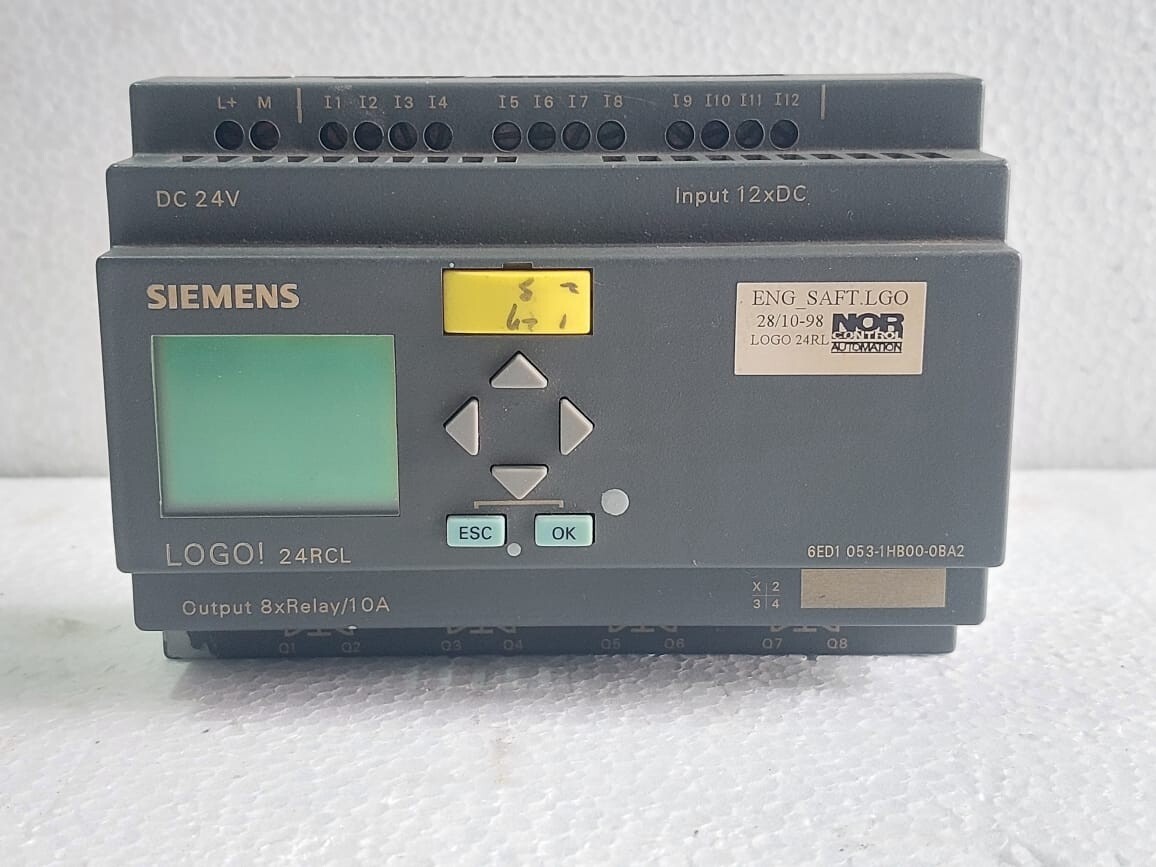 L+ M I1 I2 I3 I4 I5 I6 I7 I8 I9 I10 I11 I12
DC 24V Input 12xDC
SIEMENS
ENG_SAFT.LGO
28/10-98 NOR
CONTROL
LOGO 24RL AUTOMATION
ESC OK
LOGO! 24RCL
6ED1 053-1HB00-0BA2
Output 8xRelay/10A
X 2
3 4
Q1 Q2 Q3 Q4 Q5 Q6 Q7 Q8